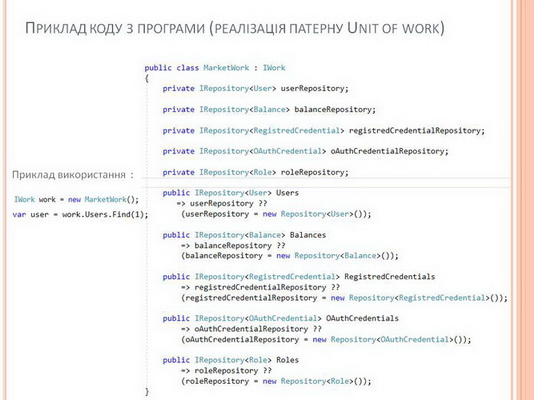 Приклад коду з програми (реалізація патерну Unit of work)
public class MarketWork : IWork
{
private IRepository<User> userRepository;
private IRepository<Balance> balanceRepository;
private IRepository<RegistredCredential> registredCredentialRepository;
private IRepository<OAuthCredential> oAuthCredentialRepository;
private IRepository<Role> roleRepository;
public IRepository<User> Users
=> userRepository ??
(userRepository = new Repository<User>());
public IRepository<Balance> Balances
=> balanceRepository ??
(balanceRepository = new Repository<Balance>());
public IRepository<RegistredCredential> RegistredCredentials
=> registredCredentialRepository ??
(registredCredentialRepository = new Repository<RegistredCredential>());
public IRepository<OAuthCredential> OAuthCredentials
=> oAuthCredentialRepository ??
(oAuthCredentialRepository = new Repository<OAuthCredential>());
public IRepository<Role> Roles
=> roleRepository ??
(roleRepository = new Repository<Role>());
}
Приклад використання :
IWork work = new MarketWork();
var user = work.Users.Find(1);